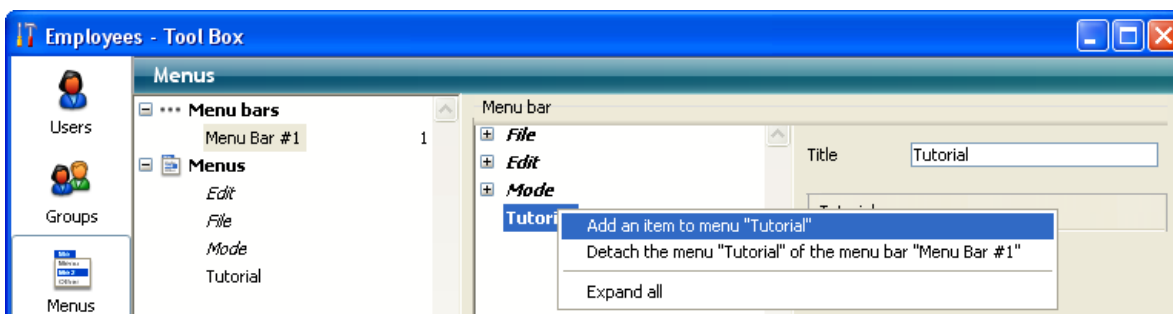 Employees - Tool Box
Users
Groups
Menus
Menus
Menu bars
Menu Bar #1 1
Menus
Edit
File
Mode
Tutorial
Menu bar
File
Edit
Mode
Tutori
Title Tutorial
Add an item to menu "Tutorial"
Detach the menu "Tutorial" of the menu bar "Menu Bar #1"
Expand all